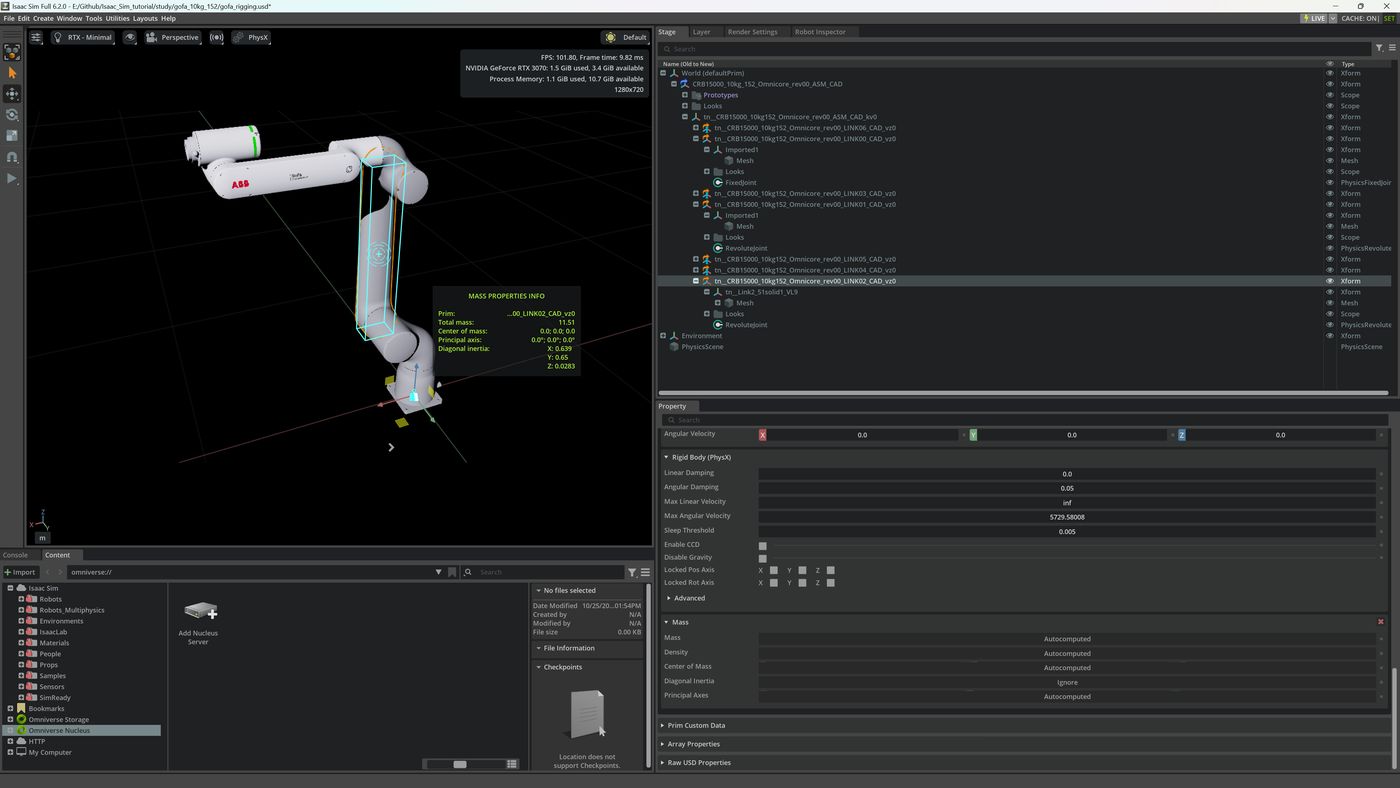 Isaac Sim Full 6.2.0 - E:/Github/Isaac_Sim_tutorial/study/gofa_10kg_152/gofa_rigging.usd*
File Edit Create Window Tools Utilities Layouts Help
LIVE CACHE: ON SET
RTX - Minimal Perspective PhysX Default
FPS: 101.80, Frame time: 9.82 ms
NVIDIA GeForce RTX 3070: 1.5 GiB used, 3.4 GiB available
Process Memory: 1.1 GiB used, 10.7 GiB available
1280x720
ABB
GoFa
MASS PROPERTIES INFO
Prim: ...00_LINK02_CAD_vz0
Total mass: 11.51
Center of mass: 0.0; 0.0; 0.0
Principal axis: 0.0°; 0.0°; 0.0°
Diagonal inertia: X: 0.639
Y: 0.65
Z: 0.0283
Z
X Y
m
Stage Layer Render Settings Robot Inspector
Search
Name (Old to New) Type
World (defaultPrim) Xform
CRB15000_10kg_152_Omnicore_rev00_ASM_CAD Xform
Prototypes Scope
Looks Scope
tn__CRB15000_10kg152_Omnicore_rev00_ASM_CAD_kv0 Xform
tn__CRB15000_10kg152_Omnicore_rev00_LINK06_CAD_vz0 Xform
tn__CRB15000_10kg152_Omnicore_rev00_LINK00_CAD_vz0 Xform
Imported1 Xform
Mesh Mesh
Looks Scope
FixedJoint PhysicsFixedJoin
tn__CRB15000_10kg152_Omnicore_rev00_LINK03_CAD_vz0 Xform
tn__CRB15000_10kg152_Omnicore_rev00_LINK01_CAD_vz0 Xform
Imported1 Xform
Mesh Mesh
Looks Scope
RevoluteJoint PhysicsRevolute
tn__CRB15000_10kg152_Omnicore_rev00_LINK05_CAD_vz0 Xform
tn__CRB15000_10kg152_Omnicore_rev00_LINK04_CAD_vz0 Xform
tn__CRB15000_10kg152_Omnicore_rev00_LINK02_CAD_vz0 Xform
tn__Link2_51solid1_VL9 Xform
Mesh Mesh
Looks Scope
RevoluteJoint PhysicsRevolute
Environment Xform
PhysicsScene PhysicsScene
Property
Search
Angular Velocity X 0.0 Y 0.0 Z 0.0
Rigid Body (PhysX)
Linear Damping 0.0
Angular Damping 0.05
Max Linear Velocity inf
Max Angular Velocity 5729.58008
Sleep Threshold 0.005
Enable CCD
Disable Gravity
Locked Pos Axis X Y Z
Locked Rot Axis X Y Z
Advanced
Mass
Mass Autocomputed
Density Autocomputed
Center of Mass Autocomputed
Diagonal Inertia Ignore
Principal Axes Autocomputed
Prim Custom Data
Array Properties
Raw USD Properties
Console Content
Import omniverse:// Search
Isaac Sim
Robots
Robots_Multiphysics
Environments
IsaacLab
Materials
People
Props
Samples
Sensors
SimReady
Bookmarks
Omniverse Storage
Omniverse Nucleus
HTTP
My Computer
Add Nucleus
Server
No files selected
Date Modified 10/25/20...01:54PM
Created by N/A
Modified by N/A
File size 0.00 KB
File Information
Checkpoints
Location does not
support Checkpoints.